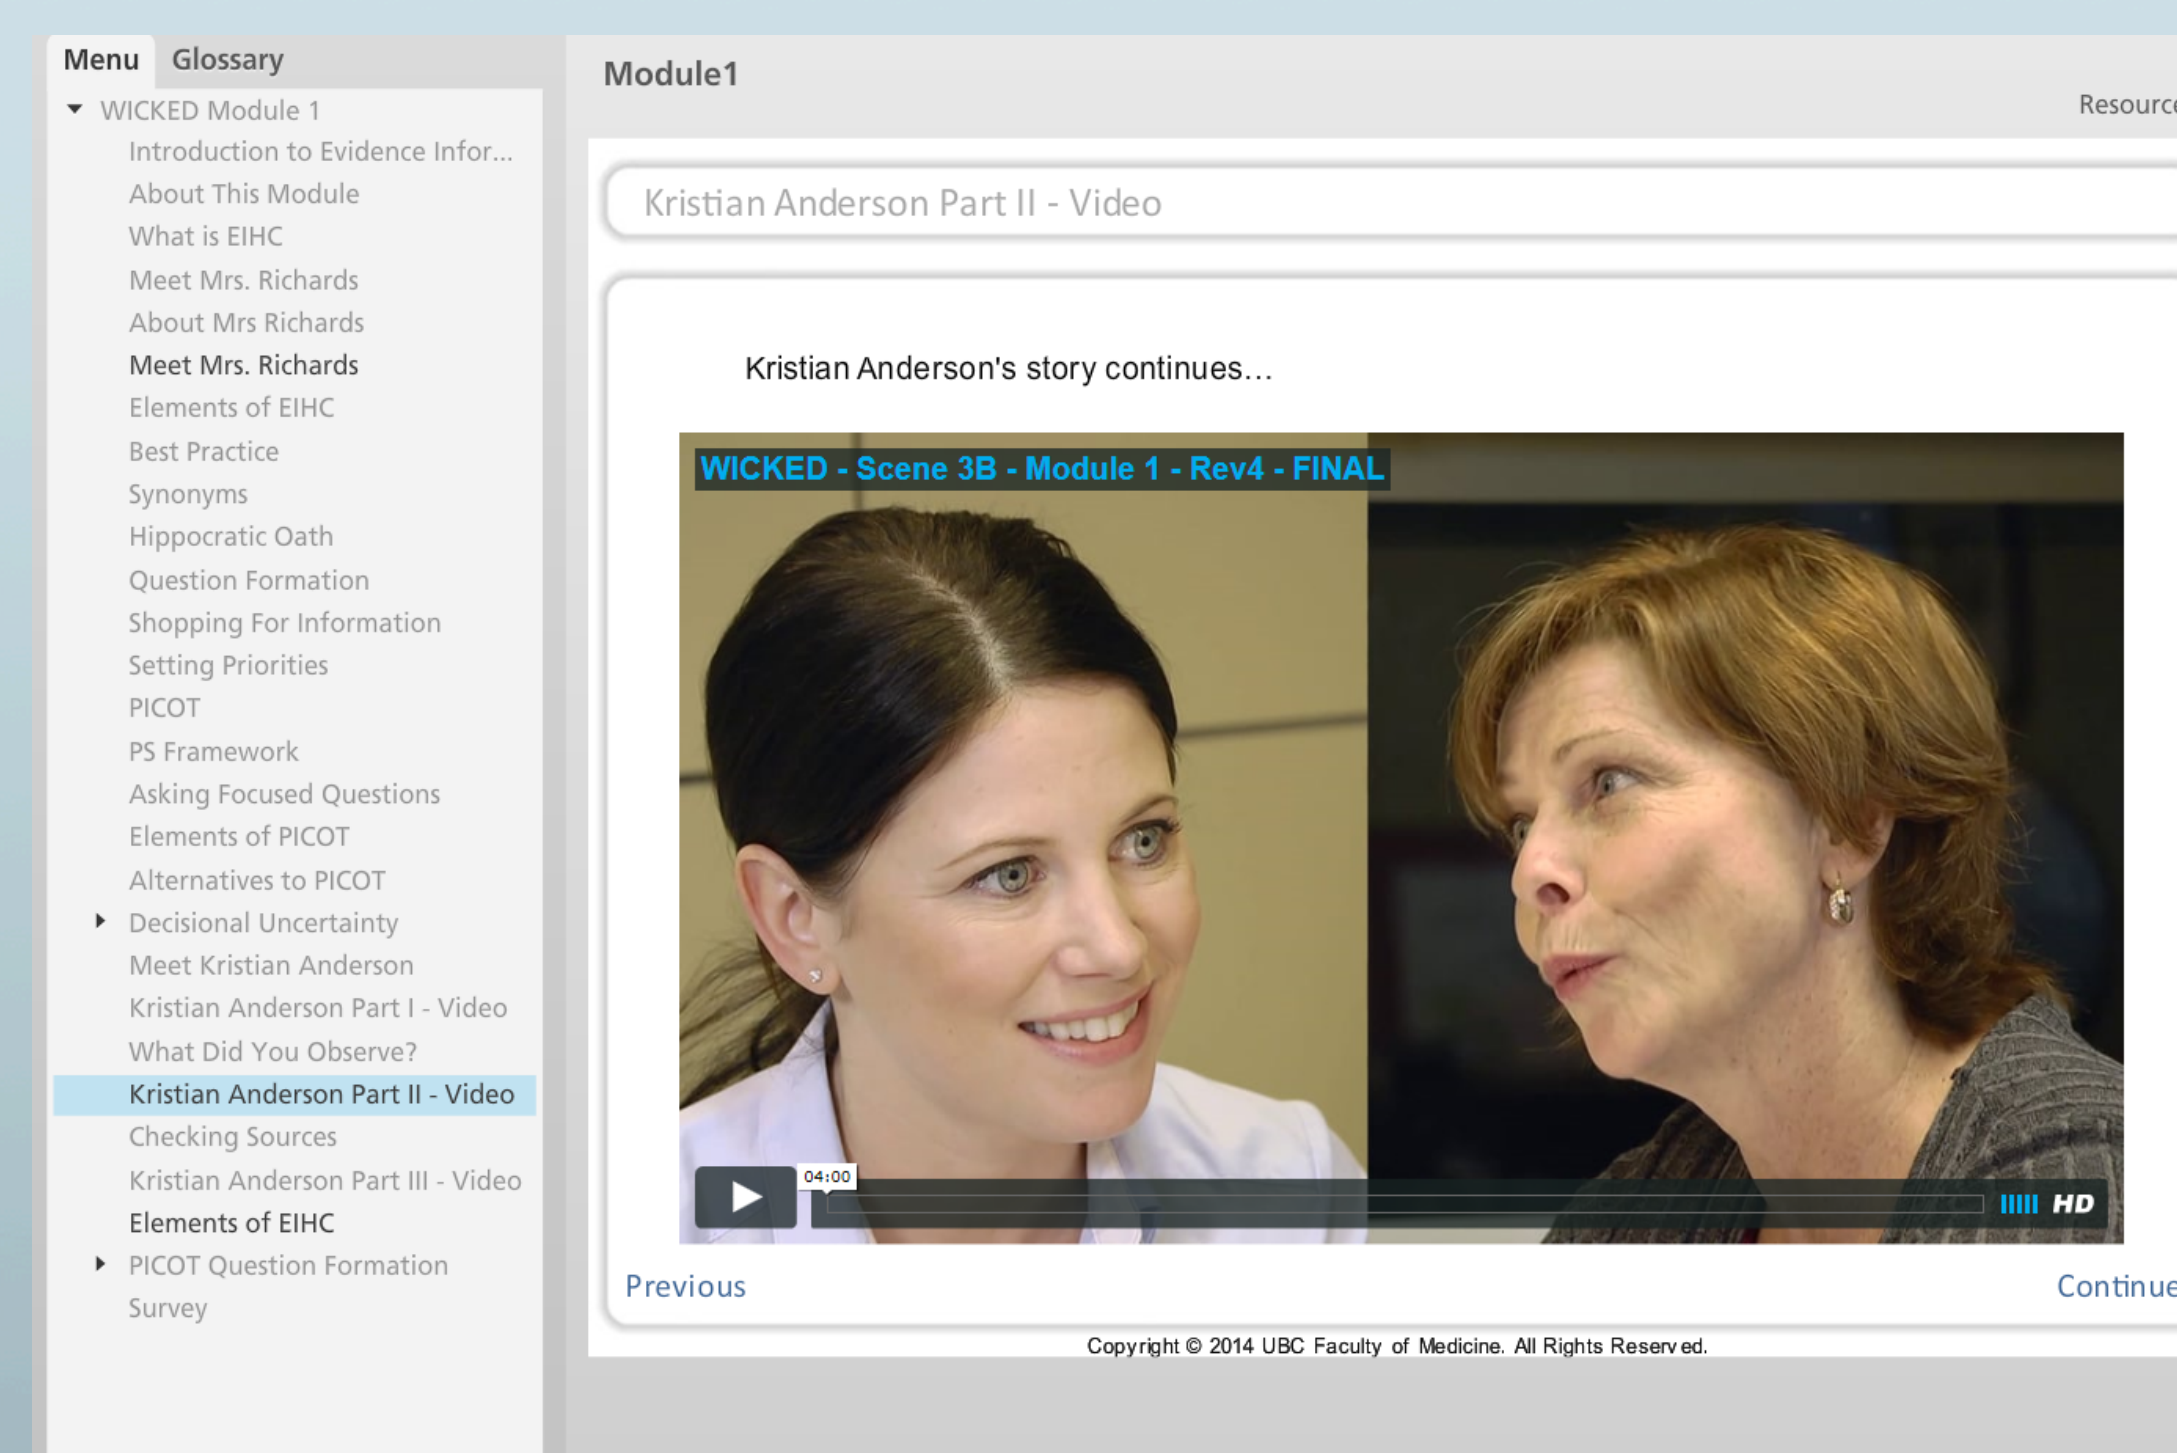 Menu Glossary
WICKED Module 1
Introduction to Evidence Infor...
About This Module
What is EIHC
Meet Mrs. Richards
About Mrs Richards
Meet Mrs. Richards
Elements of EIHC
Best Practice
Synonyms
Hippocratic Oath
Question Formation
Shopping For Information
Setting Priorities
PICOT
PS Framework
Asking Focused Questions
Elements of PICOT
Alternatives to PICOT
Decisional Uncertainty
Meet Kristian Anderson
Kristian Anderson Part I - Video
What Did You Observe?
Kristian Anderson Part II - Video
Checking Sources
Kristian Anderson Part III - Video
Elements of EIHC
PICOT Question Formation
Survey
Module1
Resource
Kristian Anderson Part II - Video
Kristian Anderson's story continues...
WICKED - Scene 3B - Module 1 - Rev4 - FINAL
04:00
HD
Previous
Continue
Copyright © 2014 UBC Faculty of Medicine. All Rights Reserved.